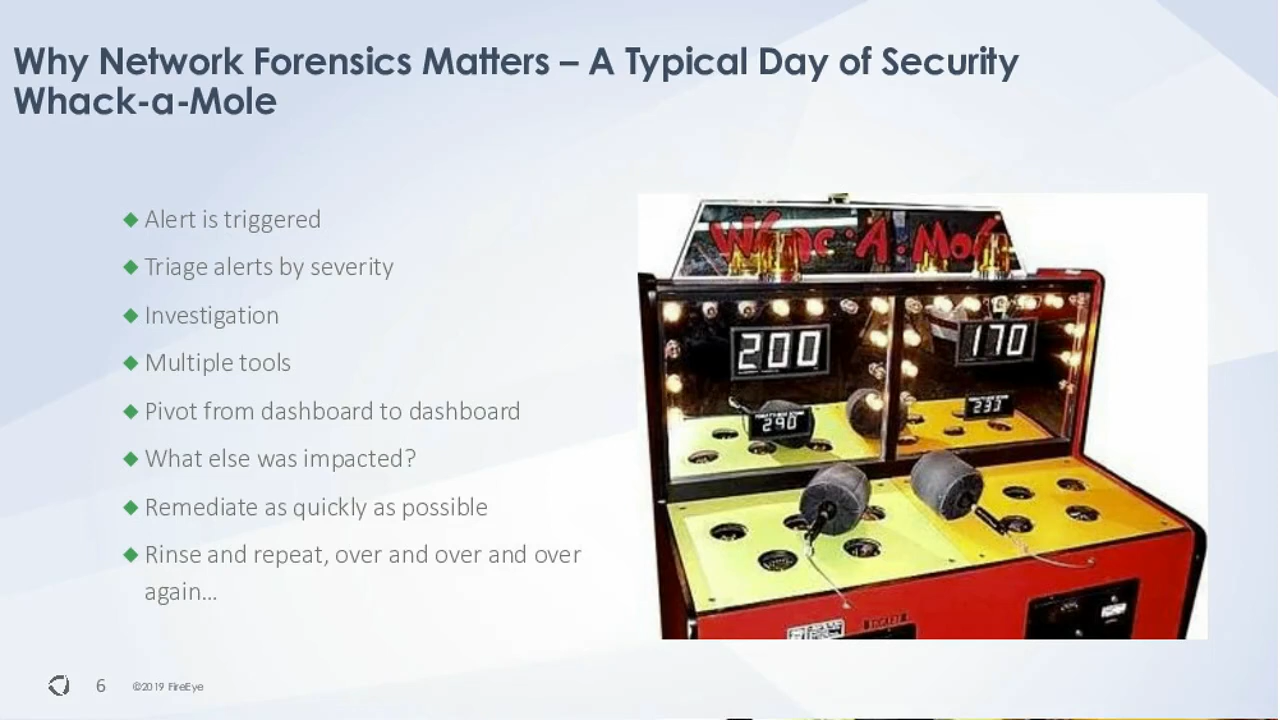 Why Network Forensics Matters – A Typical Day of Security
Whack-a-Mole
Alert is triggered
Triage alerts by severity
Investigation
Multiple tools
Pivot from dashboard to dashboard
What else was impacted?
Remediate as quickly as possible
Rinse and repeat, over and over and over
again…
Whac·A·Mole
200
170
290
233
6
©2019 FireEye